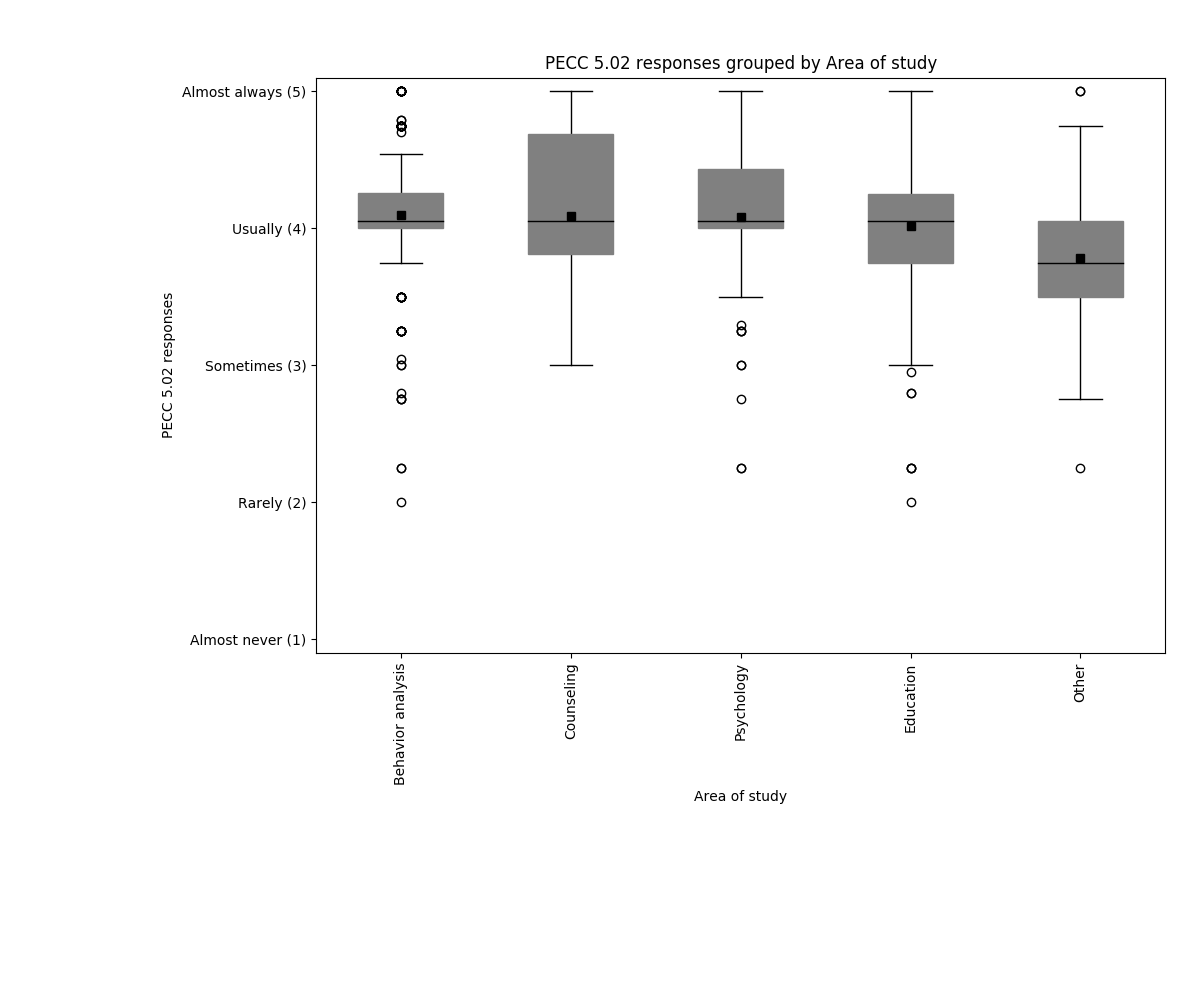 PECC 5.02 responses grouped by Area of study
Almost always (5)
Usually (4)
Sometimes (3)
Rarely (2)
Almost never (1)
PECC 5.02 responses
Behavior analysis
Counseling
Psychology
Education
Other
Area of study